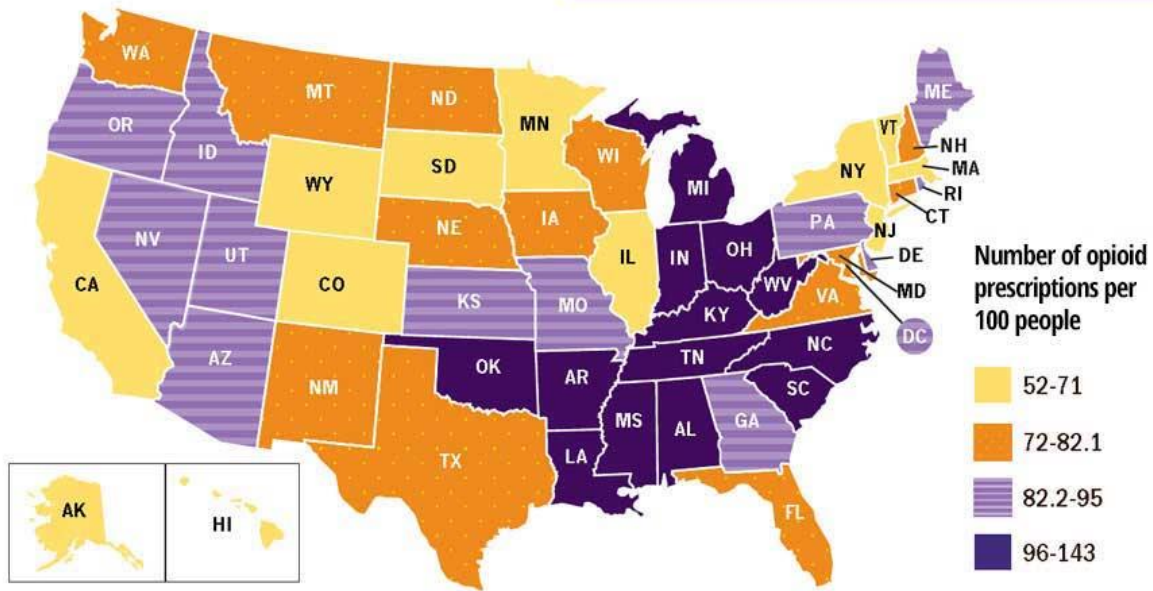 WA
MT
ND
MN
ME
OR
ID
WY
SD
WI
MI
VT
NH
NY
MA
RI
CT
NV
UT
CA
CO
NE
IA
IL
IN
OH
PA
NJ
DE
MD
DC
KS
MO
WV
VA
KY
AZ
NM
OK
AR
TN
NC
SC
TX
LA
MS
AL
GA
FL
AK
HI
Number of opioid
prescriptions per
100 people
52-71
72-82.1
82.2-95
96-143